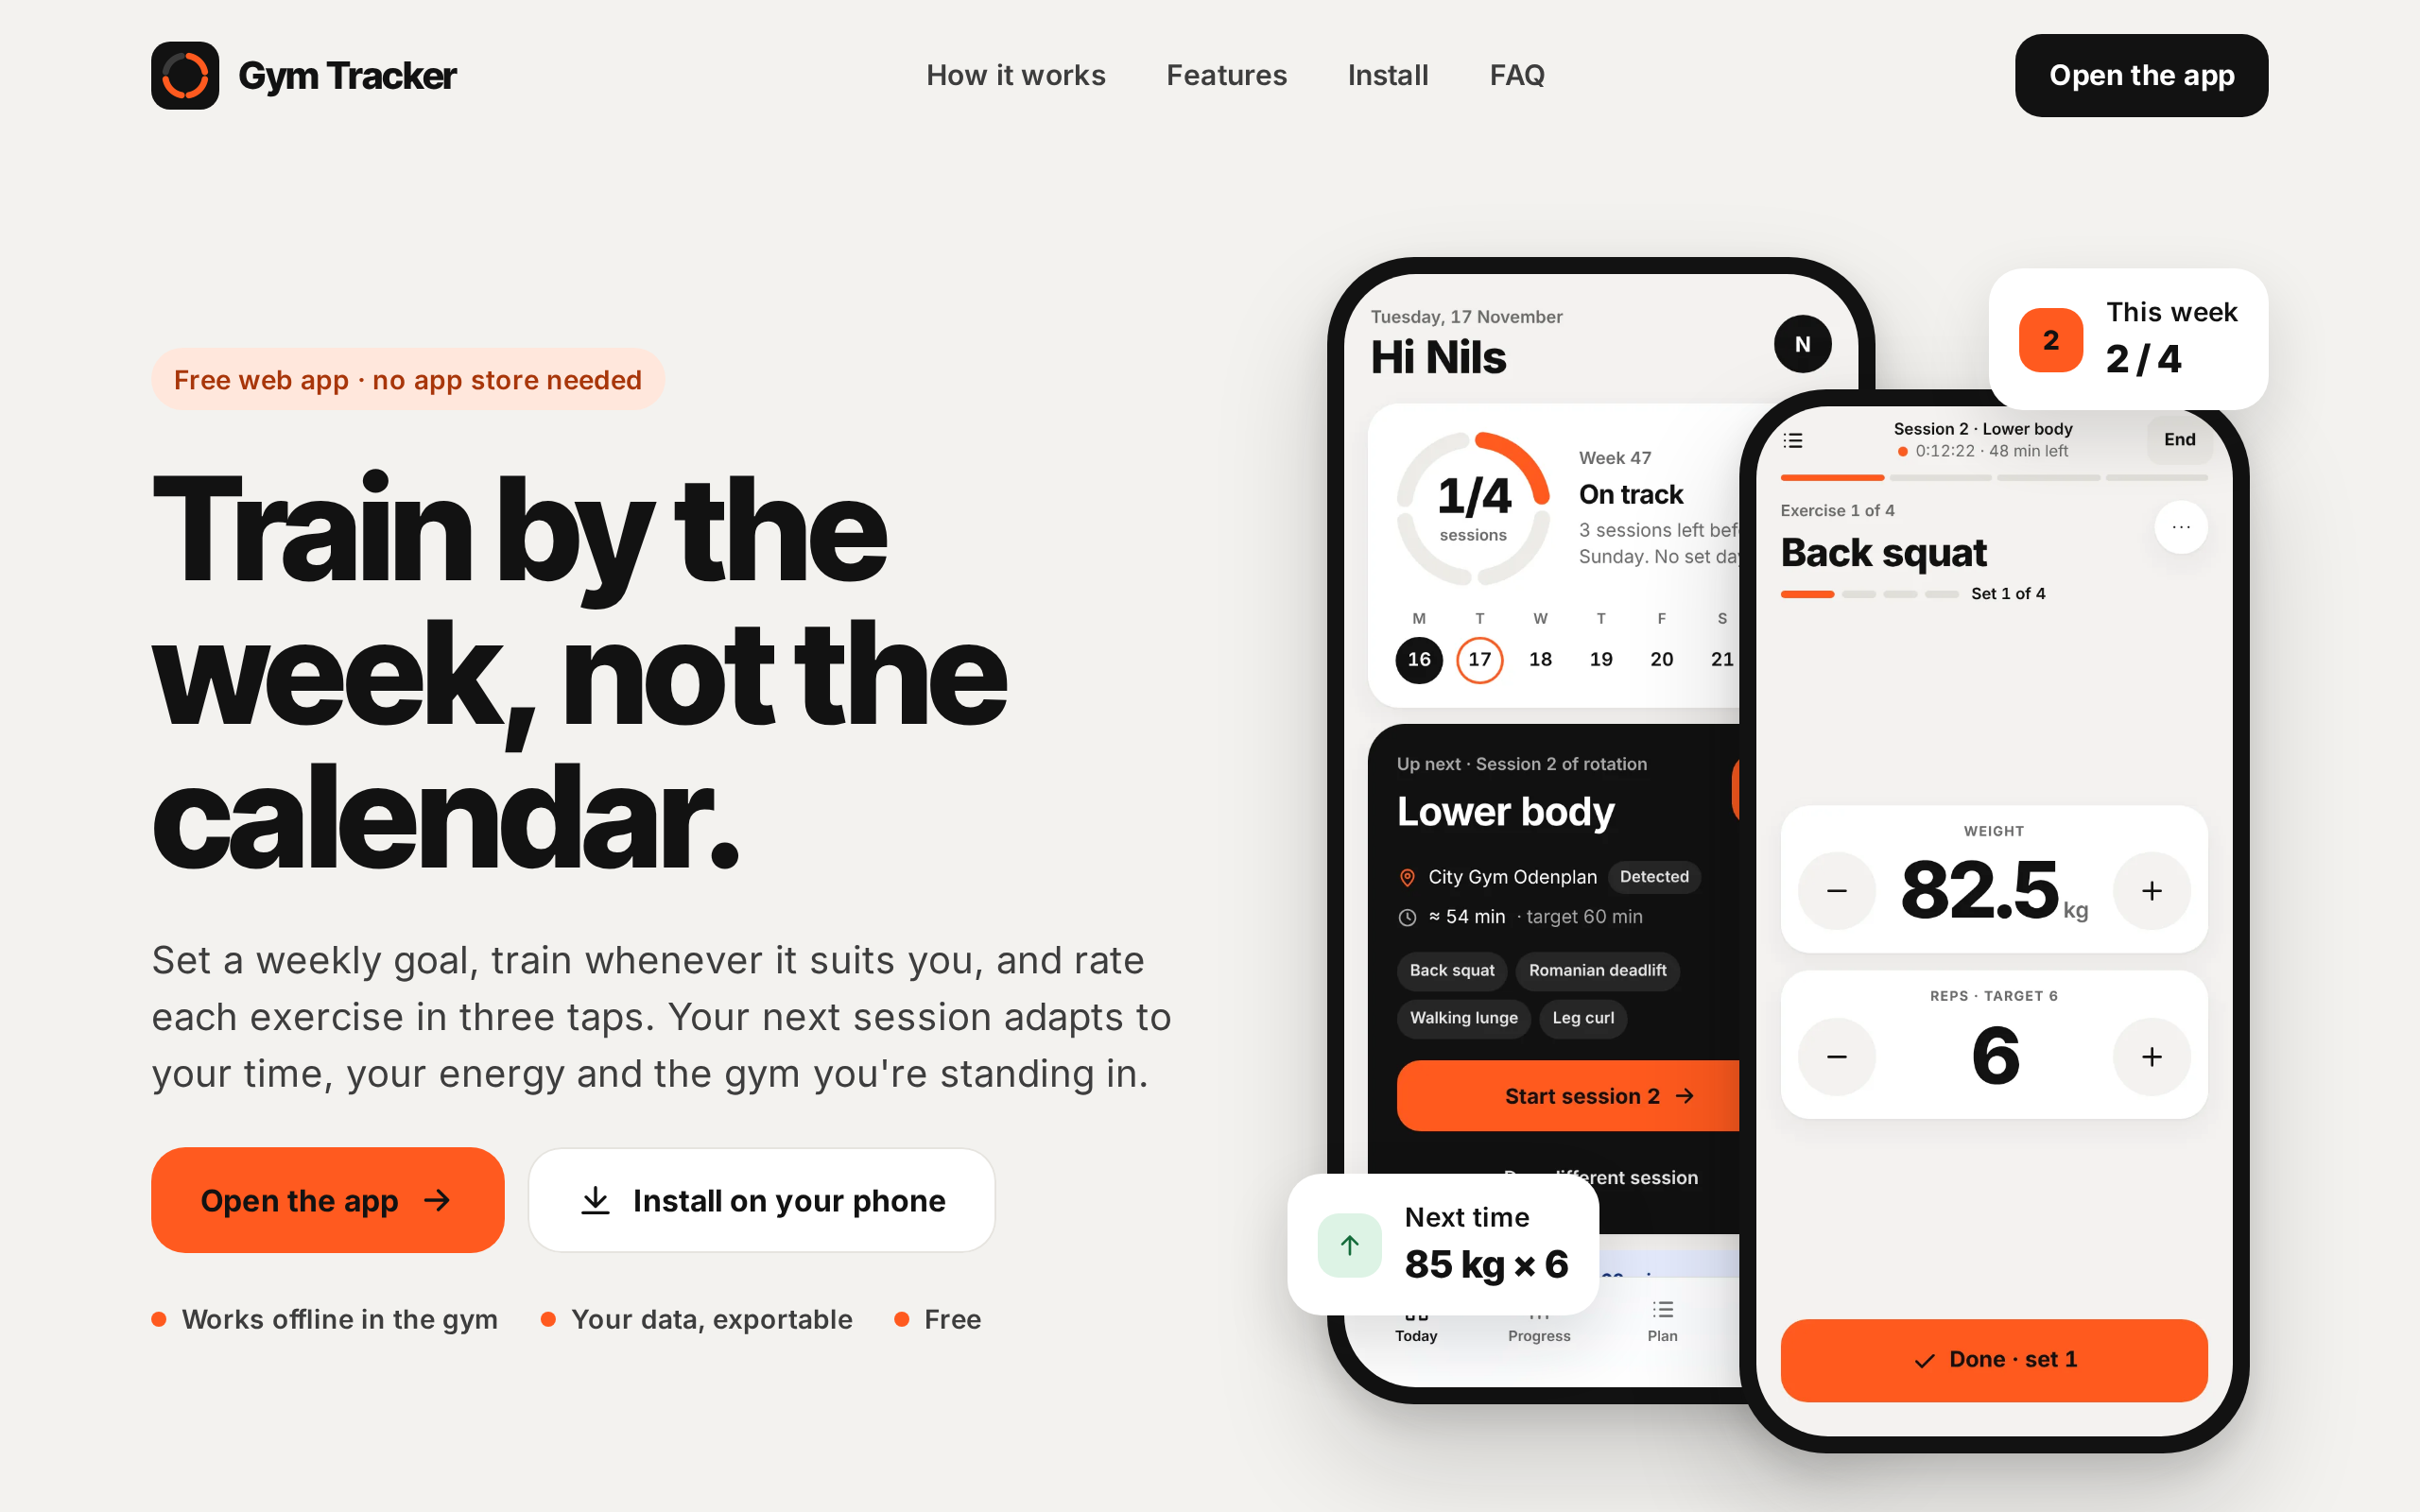 Gym Tracker
How it works
Features
Install
FAQ
Open the app
Free web app · no app store needed
Train by the
week, not the
calendar.
Set a weekly goal, train whenever it suits you, and rate
each exercise in three taps. Your next session adapts to
your time, your energy and the gym you're standing in.
Open the app
Install on your phone
Works offline in the gym
Your data, exportable
Free
Tuesday, 17 November
Hi Nils
N
1/4
sessions
Week 47
On track
3 sessions left
Sunday. No set
M T W T F S
16 17 18 19 20 21
Up next · Session 2 of rotation
Lower body
City Gym Odenplan
Detected
≈ 54 min · target 60 min
Back squat
Romanian deadlift
Walking lunge
Leg curl
Start session 2
session
Next time
85 kg × 6
Today
Progress
Plan
2
This week
2 / 4
Session 2 · Lower body
0:12:22 · 48 min left
End
Exercise 1 of 4
Back squat
Set 1 of 4
WEIGHT
82.5 kg
REPS · TARGET 6
6
Done · set 1